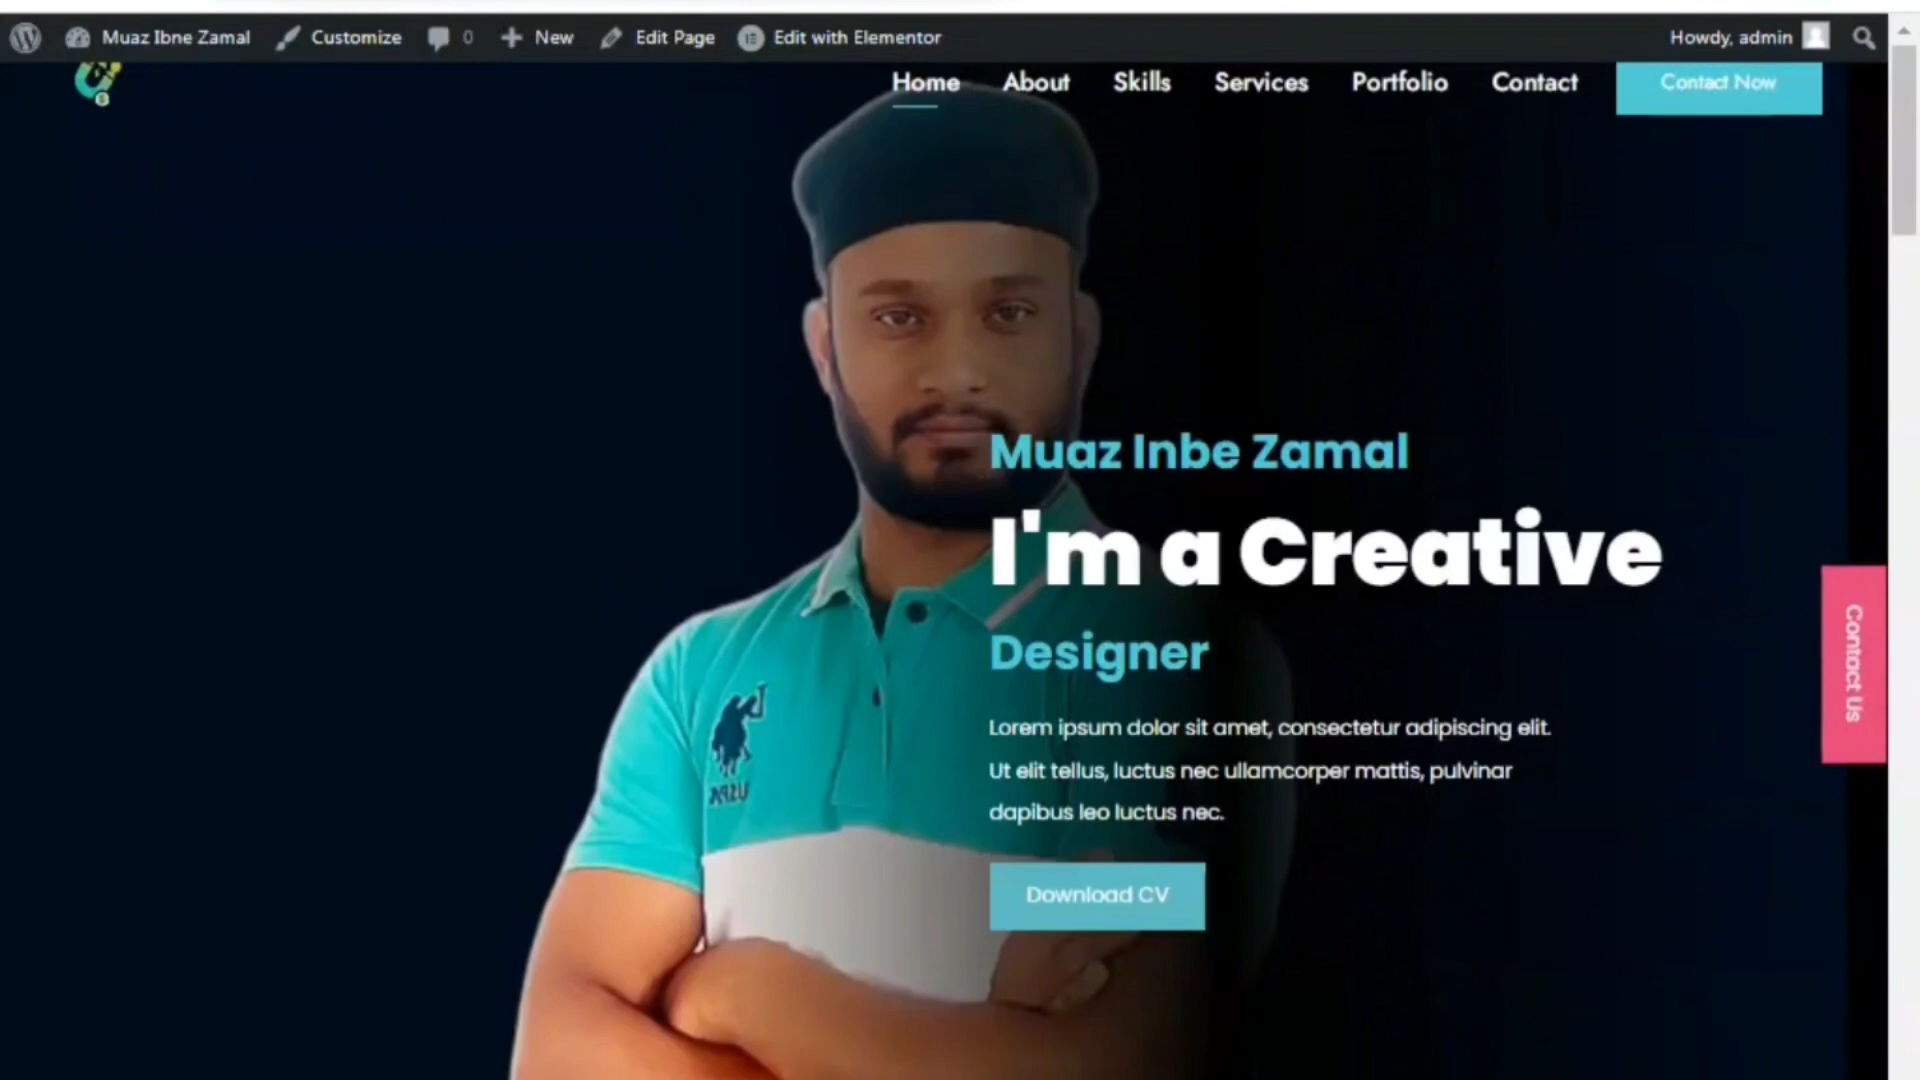 Muaz Ibne Zamal Customize 0 New Edit Page Edit with Elementor Howdy, admin
Home About Skills Services Portfolio Contact Contact Now
Muaz Inbe Zamal
I'm a Creative
Designer
Lorem ipsum dolor sit amet, consectetur adipiscing elit.
Ut elit tellus, luctus nec ullamcorper mattis, pulvinar
dapibus leo luctus nec.
Download CV
Contact Us